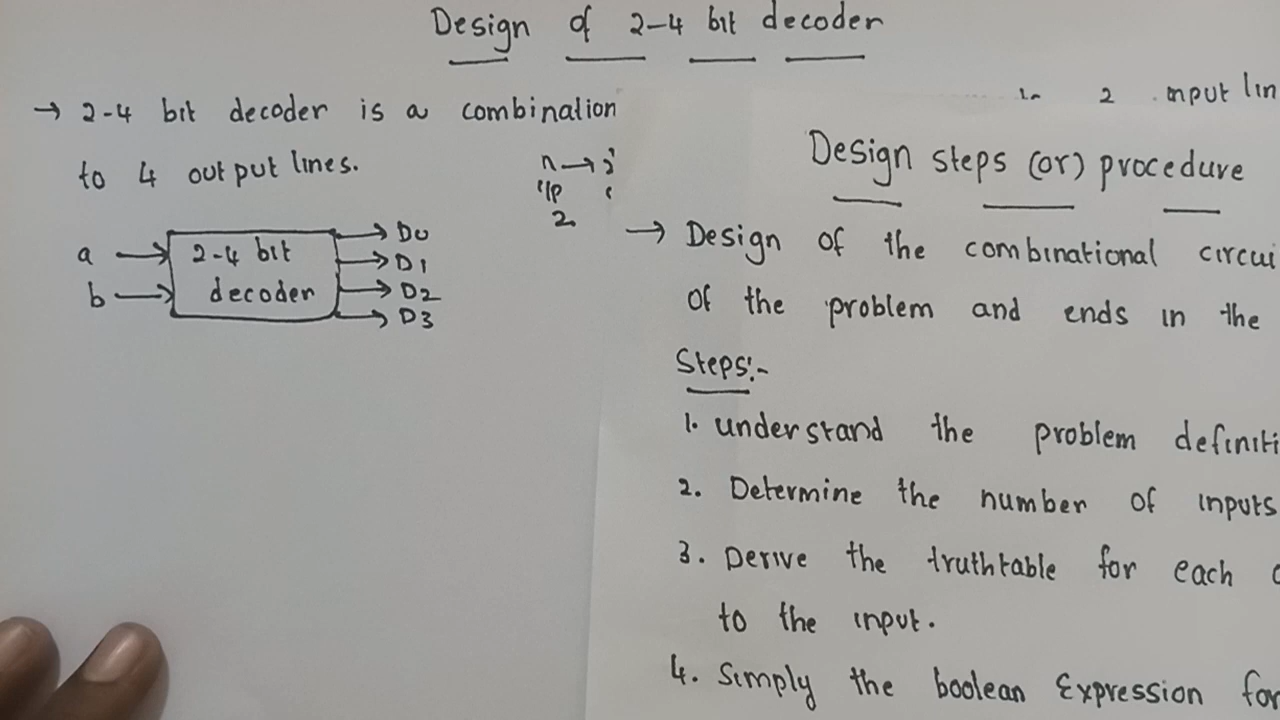 Design of 2-4 bit decoder
→ 2-4 bit decoder is a combination
2 input lin
to 4 output lines.
n →
i/p
2
a → 2-4 bit decoder → D0
→ D1
b → → D2
→ D3
Design steps (or) procedure
→ Design of the combinational circui
of the problem and ends in the
Steps:-
1. understand the problem definiti
2. Determine the number of inputs
3. Derive the truthtable for each
to the input.
4. Simply the boolean Expression for